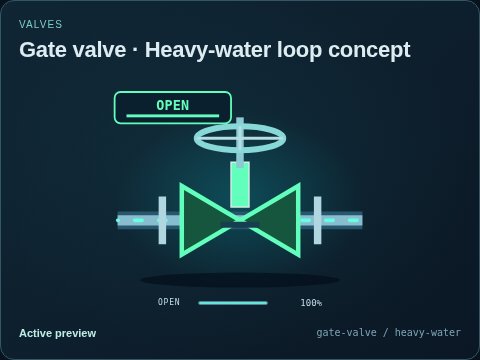 VALVES
Gate valve · Heavy-water loop concept
OPEN
OPEN 100%
Active preview gate-valve / heavy-water